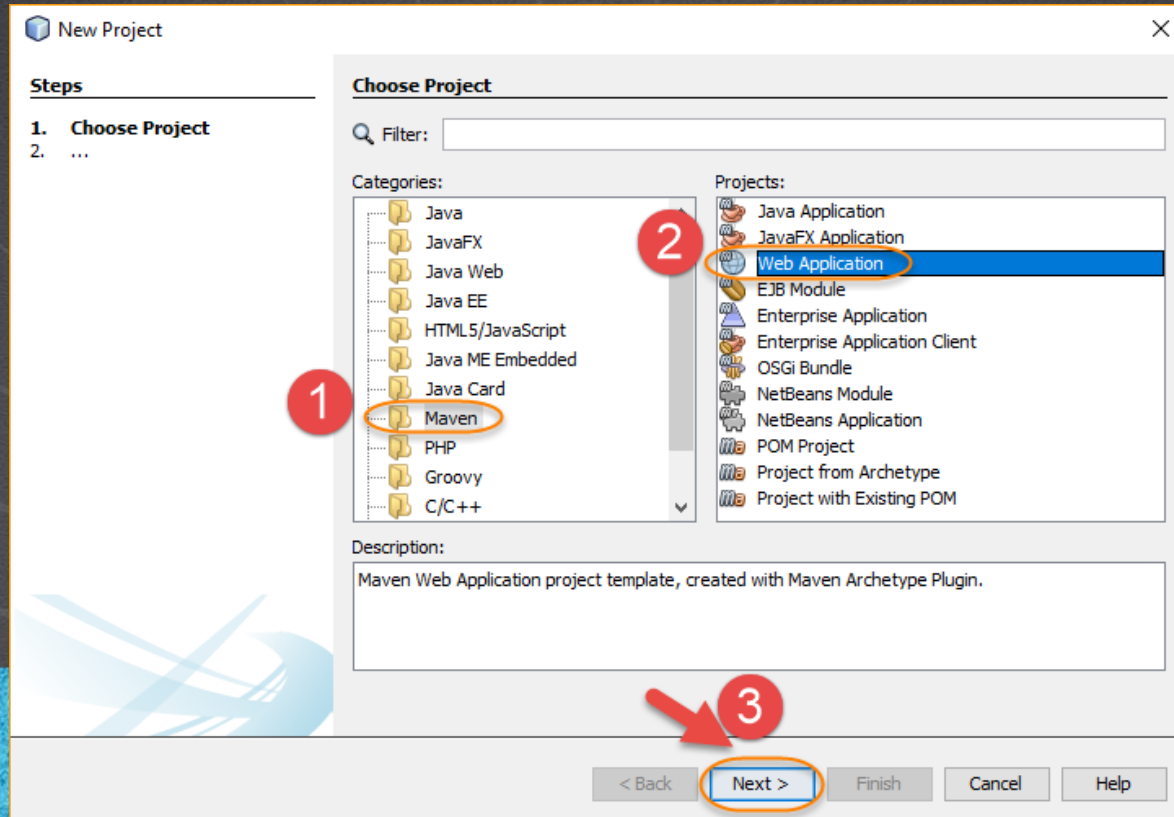 New Project
Steps
1. Choose Project
2. ...
Choose Project
Filter:
Categories:
Java
JavaFX
Java Web
Java EE
HTML5/JavaScript
Java ME Embedded
Java Card
Maven
PHP
Groovy
C/C++
Projects:
Java Application
JavaFX Application
Web Application
EJB Module
Enterprise Application
Enterprise Application Client
OSGi Bundle
NetBeans Module
NetBeans Application
POM Project
Project from Archetype
Project with Existing POM
1
2
Description:
Maven Web Application project template, created with Maven Archetype Plugin.
3
< Back Next > Finish Cancel Help